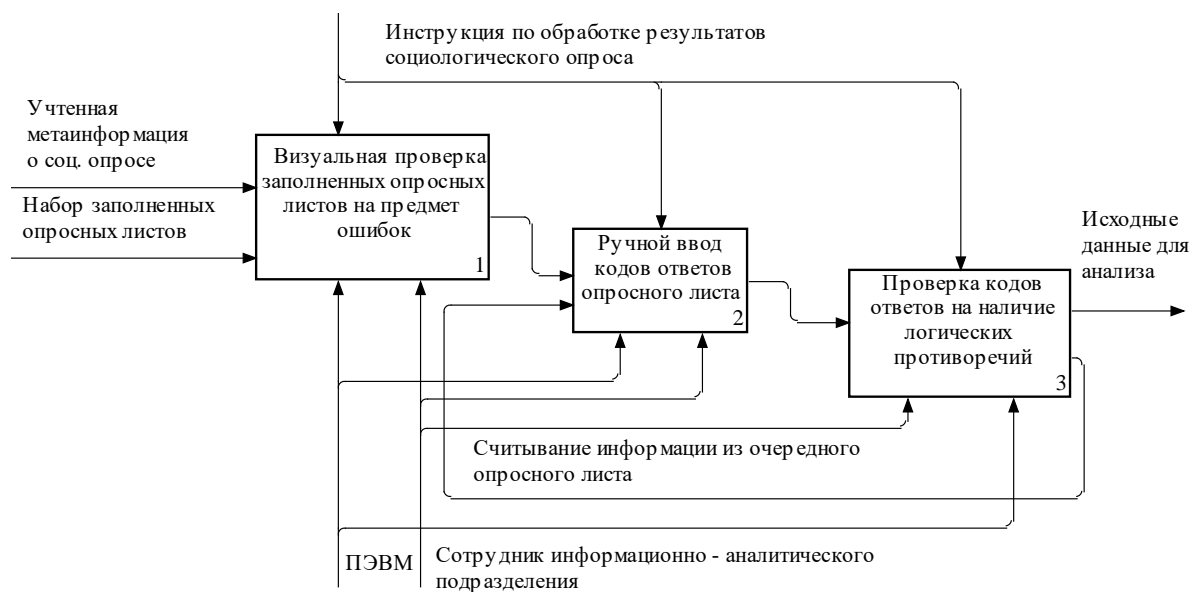 Инструкция по обработке результатов
социологического опроса
Учтенная
метаинформация
о соц. опросе
Набор заполненных
опросных листов
Визуальная проверка
заполненных опросных
листов на предмет
ошибок
1
Ручной ввод
кодов ответов
опросного листа
2
Проверка кодов
ответов на наличие
логических
противоречий
3
Исходные
данные для
анализа
Считывание информации из очередного
опросного листа
ПЭВМ
Сотрудник информационно - аналитического
подразделения